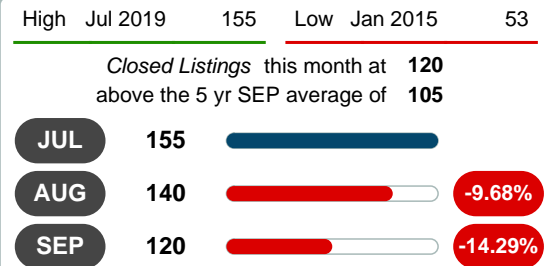 High Jul 2019 155 Low Jan 2015 53
Closed Listings this month at 120
above the 5 yr SEP average of 105
JUL 155
AUG 140 -9.68%
SEP 120 -14.29%